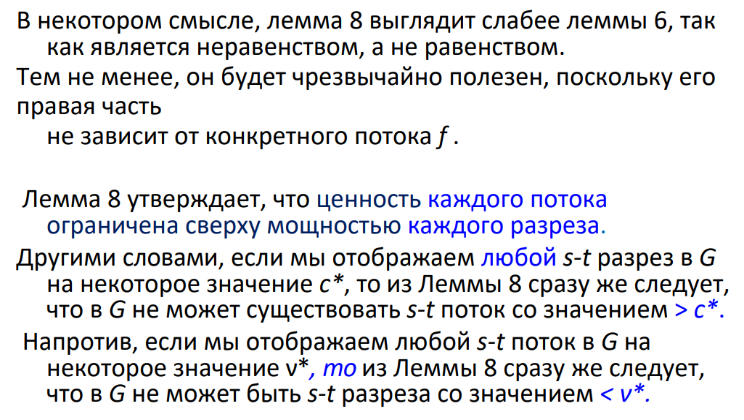 В некотором смысле, лемма 8 выглядит слабее леммы 6, так
как является неравенством, а не равенством.
Тем не менее, он будет чрезвычайно полезен, поскольку его
правая часть
не зависит от конкретного потока f .
Лемма 8 утверждает, что ценность каждого потока
ограничена сверху мощностью каждого разреза.
Другими словами, если мы отображаем любой s-t разрез в G
на некоторое значение c*, то из Леммы 8 сразу же следует,
что в G не может существовать s-t поток со значением > c*.
Напротив, если мы отображаем любой s-t поток в G на
некоторое значение v*, то из Леммы 8 сразу же следует,
что в G не может быть s-t разреза со значением < v*.